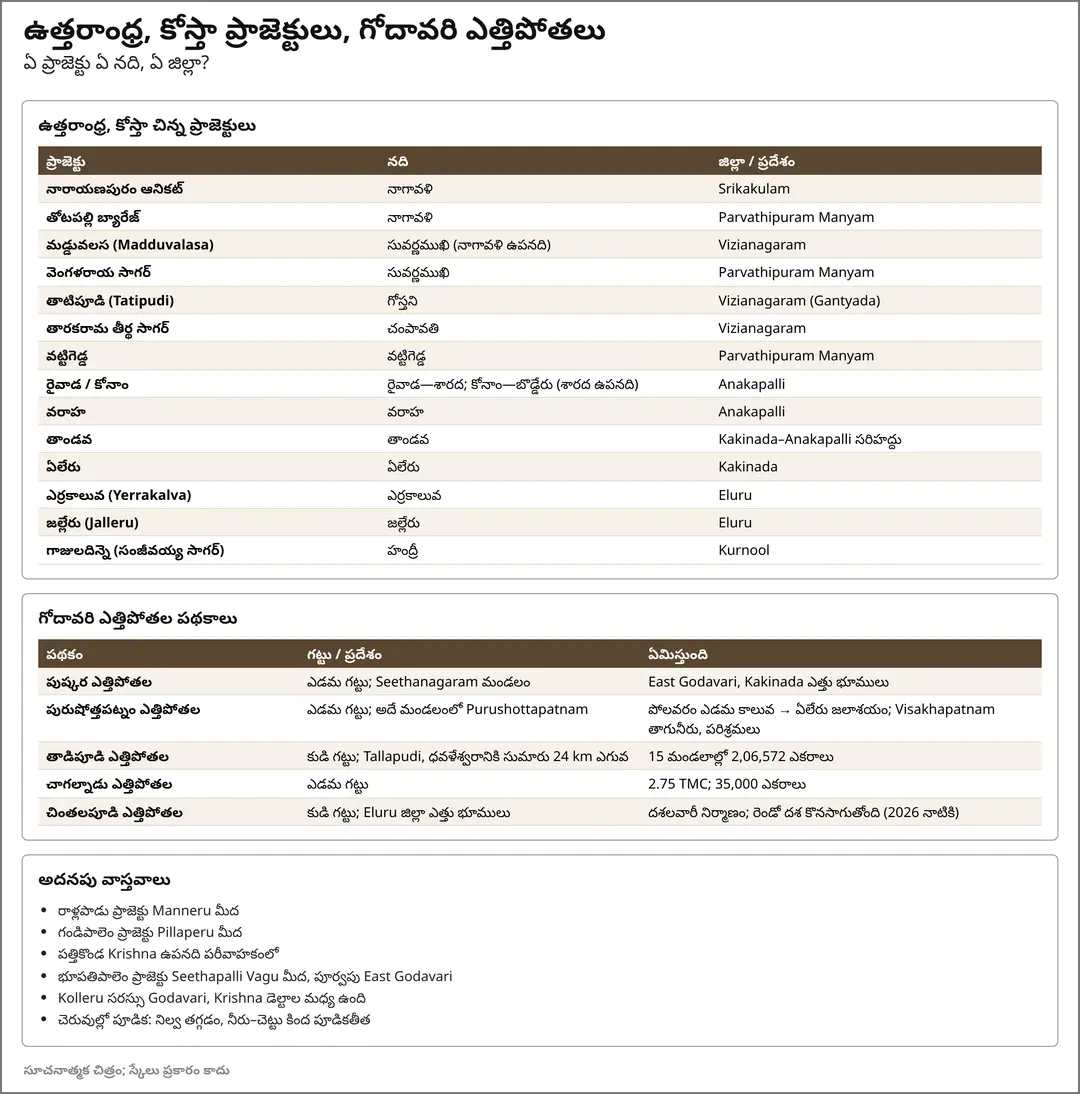 ఉత్తరాంధ్ర, కోస్తా ప్రాజెక్టులు, గోదావరి ఎత్తిపోతలు
ఏ ప్రాజెక్టు ఏ నది, ఏ జిల్లా?
ఉత్తరాంధ్ర, కోస్తా చిన్న ప్రాజెక్టులు
ప్రాజెక్టు నది జిల్లా / ప్రదేశం
నారాయణపురం ఆనికట్ నాగావళి Srikakulam
తోటపల్లి బ్యారేజ్ నాగావళి Parvathipuram Manyam
మడ్డువలస (Madduvalasa) సువర్ణముఖి (నాగావళి ఉపనది) Vizianagaram
వెంగళరాయ సాగర్ సువర్ణముఖి Parvathipuram Manyam
తాటిపూడి (Tatipudi) గోస్తని Vizianagaram (Gantyada)
తారకరామ తీర్థ సాగర్ చంపావతి Vizianagaram
వట్టిగెడ్డ వట్టిగెడ్డ Parvathipuram Manyam
రైవాడ / కోనాం రైవాడ—శారద; కోనాం—బొడ్డేరు (శారద ఉపనది) Anakapalli
వరాహ వరాహ Anakapalli
తాండవ తాండవ Kakinada–Anakapalli సరిహద్దు
ఏలేరు ఏలేరు Kakinada
ఎర్రకాలువ (Yerrakalva) ఎర్రకాలువ Eluru
జల్లేరు (Jalleru) జల్లేరు Eluru
గాజులదిన్నె (సంజీవయ్య సాగర్) హంద్రీ Kurnool
గోదావరి ఎత్తిపోతల పథకాలు
పథకం గట్టు / ప్రదేశం ఏమిస్తుంది
పుష్కర ఎత్తిపోతల ఎడమ గట్టు; Seethanagaram మండలం East Godavari, Kakinada ఎత్తు భూములు
పురుషోత్తపట్నం ఎత్తిపోతల ఎడమ గట్టు; అదే మండలంలో Purushottapatnam పోలవరం ఎడమ కాలువ → ఏలేరు జలాశయం; Visakhapatnam
తాగునీరు, పరిశ్రమలు
తాడిపూడి ఎత్తిపోతల కుడి గట్టు; Tallapudi, ధవళేశ్వరానికి సుమారు 24 km ఎగువ 15 మండలాల్లో 2,06,572 ఎకరాలు
చాగల్నాడు ఎత్తిపోతల ఎడమ గట్టు 2.75 TMC; 35,000 ఎకరాలు
చింతలపూడి ఎత్తిపోతల కుడి గట్టు; Eluru జిల్లా ఎత్తు భూములు దశలవారీ నిర్మాణం; రెండో దశ కొనసాగుతోంది (2026 నాటికి)
అదనపు వాస్తవాలు
• రాళ్లపాడు ప్రాజెక్టు Manneru మీద
• గండిపాలెం ప్రాజెక్టు Pillaperu మీద
• పత్తికొండ Krishna ఉపనది పరీవాహకంలో
• భూపతిపాలెం ప్రాజెక్టు Seethapalli Vagu మీద, పూర్వపు East Godavari
• Kolleru సరస్సు Godavari, Krishna డెల్టాల మధ్య ఉంది
• చెరువుల్లో పూడిక: నిల్వ తగ్గడం, నీరు–చెట్టు కింద పూడికతీత
సూచనాత్మక చిత్రం; స్కేలు ప్రకారం కాదు